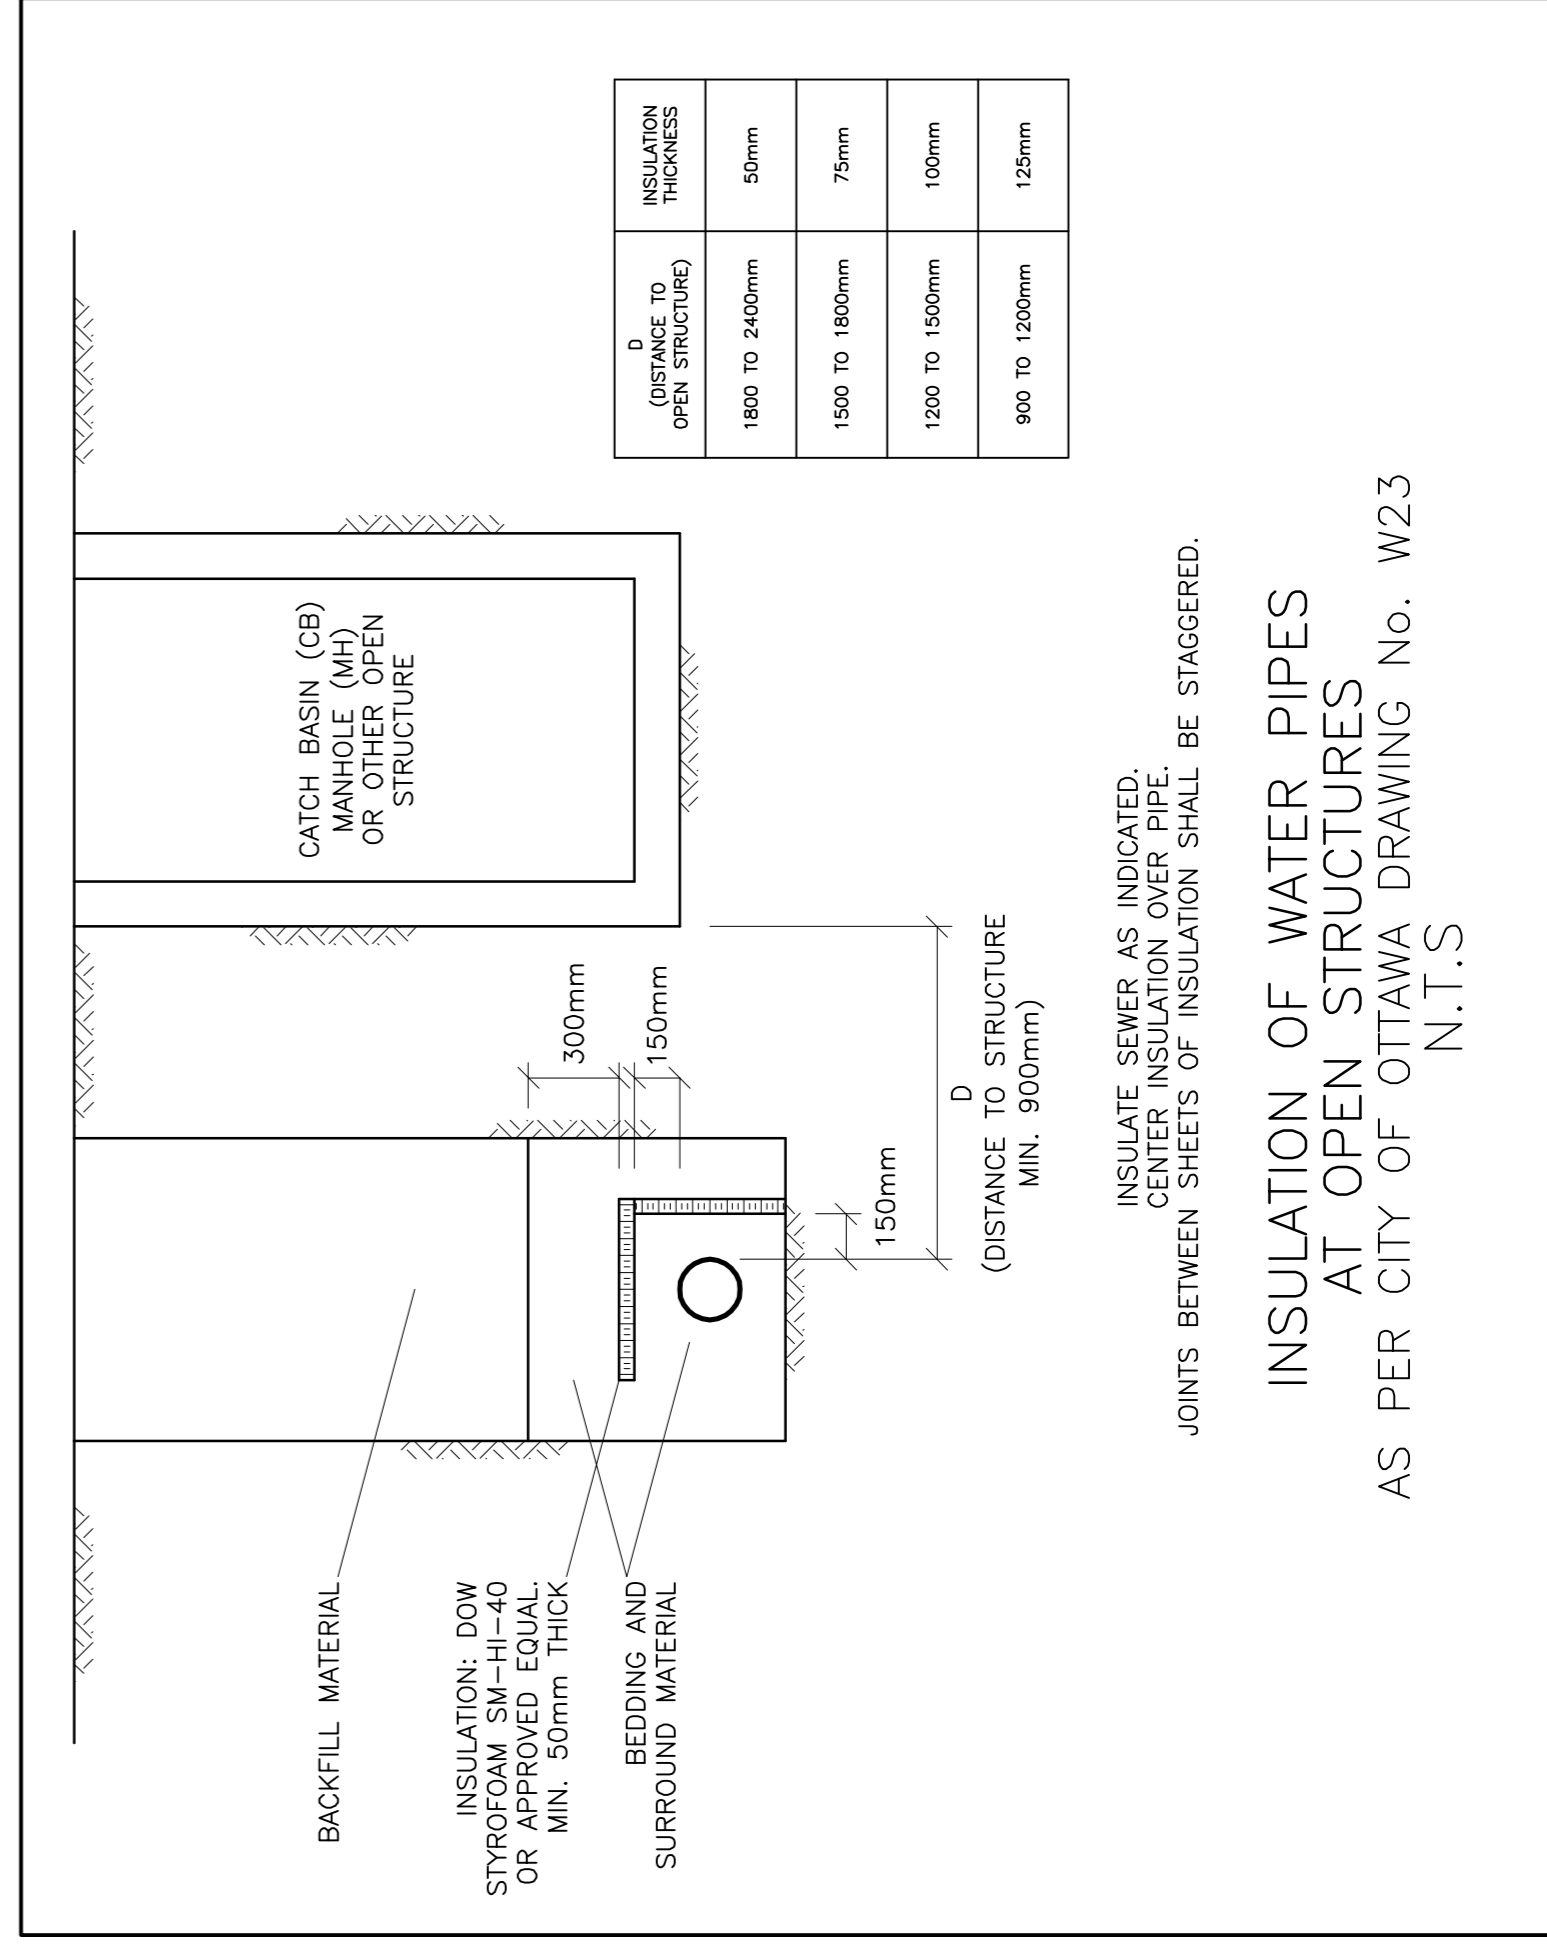 BACKFILL MATERIAL
INSULATION: DOW
STYROFOAM SM-HI-40
OR APPROVED EQUAL.
MIN. 50mm THICK
BEDDING AND
SURROUND MATERIAL
300mm
150mm
150mm
D
(DISTANCE TO STRUCTURE
MIN. 900mm)
CATCH BASIN (CB)
MANHOLE (MH)
OR OTHER OPEN
STRUCTURE
D
(DISTANCE TO
OPEN STRUCTURE)
INSULATION
THICKNESS
1800 TO 2400mm 50mm
1500 TO 1800mm 75mm
1200 TO 1500mm 100mm
900 TO 1200mm 125mm
INSULATE SEWER AS INDICATED.
CENTER INSULATION OVER PIPE.
JOINTS BETWEEN SHEETS OF INSULATION SHALL BE STAGGERED.
INSULATION OF WATER PIPES
AT OPEN STRUCTURES
AS PER CITY OF OTTAWA DRAWING No. W23
N.T.S